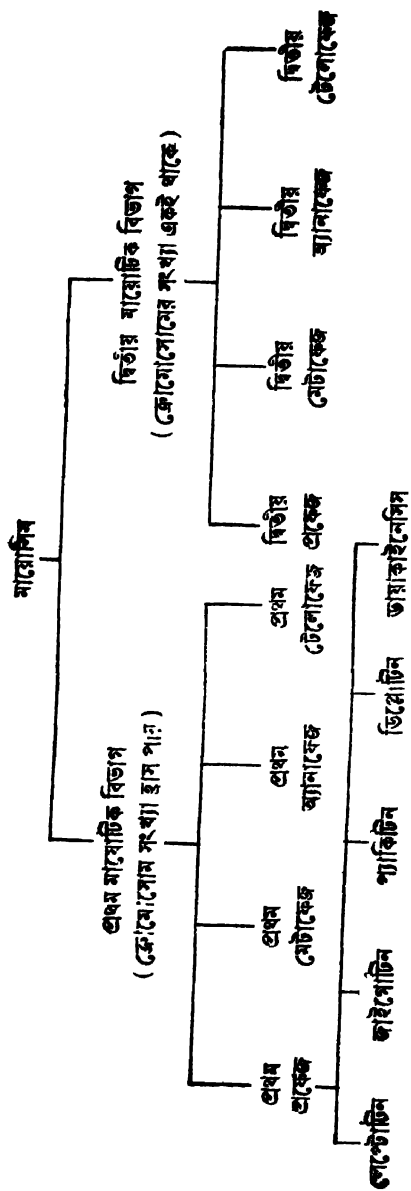 মায়োসিস
প্রথম মায়োটিক বিভাগ
( ক্রোমোসোম সংখ্যা হ্রাস পায় )
দ্বিতীয় মায়োটিক বিভাগ
( ক্রোমোসোমের সংখ্যা একই থাকে )
প্রথম
প্রফেজ
প্রথম
মেটাফেজ
প্রথম
অ্যানাফেজ
প্রথম
টেলোফেজ
দ্বিতীয়
প্রফেজ
দ্বিতীয়
মেটাফেজ
দ্বিতীয়
অ্যানাফেজ
দ্বিতীয়
টেলোফেজ
লেপ্টোটিন
জাইগোটিন
প্যাকিটিন
ডিপ্লোটিন
ডায়াকাইনেসিস